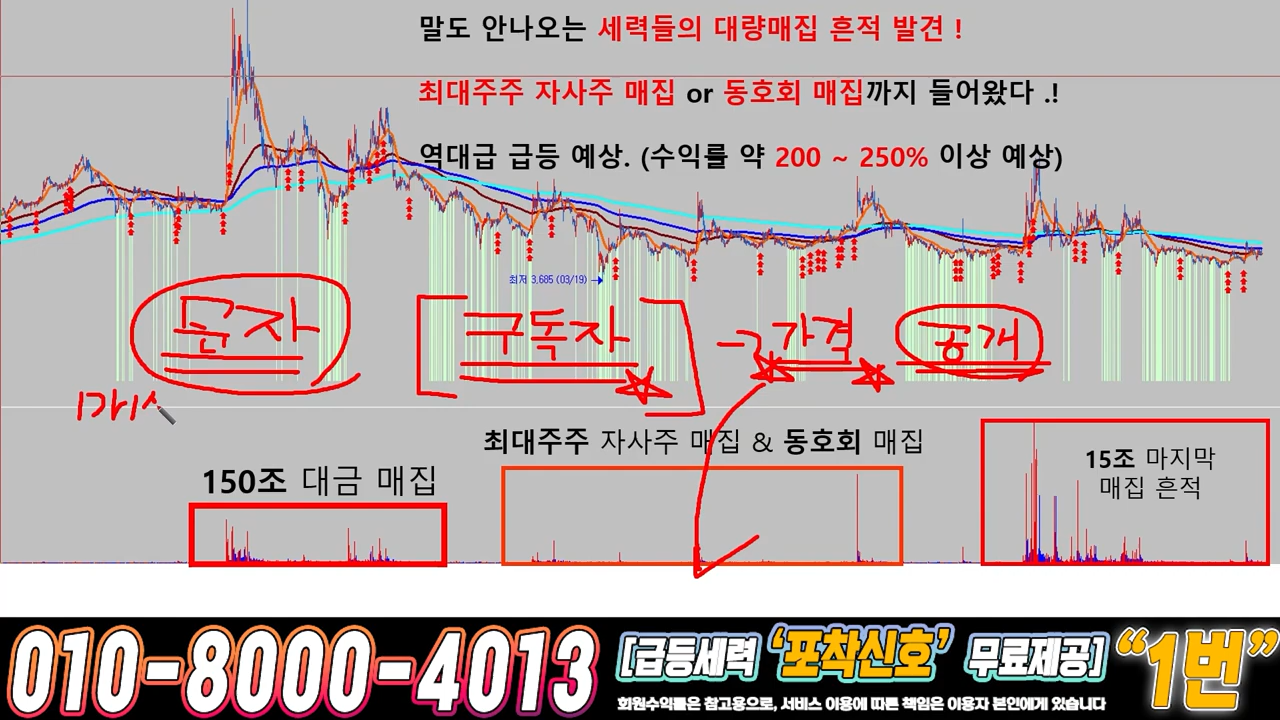 말도 안나오는 세력들의 대량매집 흔적 발견 !
최대주주 자사주 매집 or 동호회 매집까지 들어왔다 .!
역대급 급등 예상. (수익률 약 200 ~ 250% 이상 예상)
최저 3,685 (03/19)
문자 구독자 가격 공개
최대주주 자사주 매집 & 동호회 매집
150조 대금 매집
15조 마지막
매집 흔적
010-8000-4013 [급등세력 ‘포착신호’ 무료제공] “1번”
회원수익률은 참고용으로, 서비스 이용에 따른 책임은 이용자 본인에게 있습니다